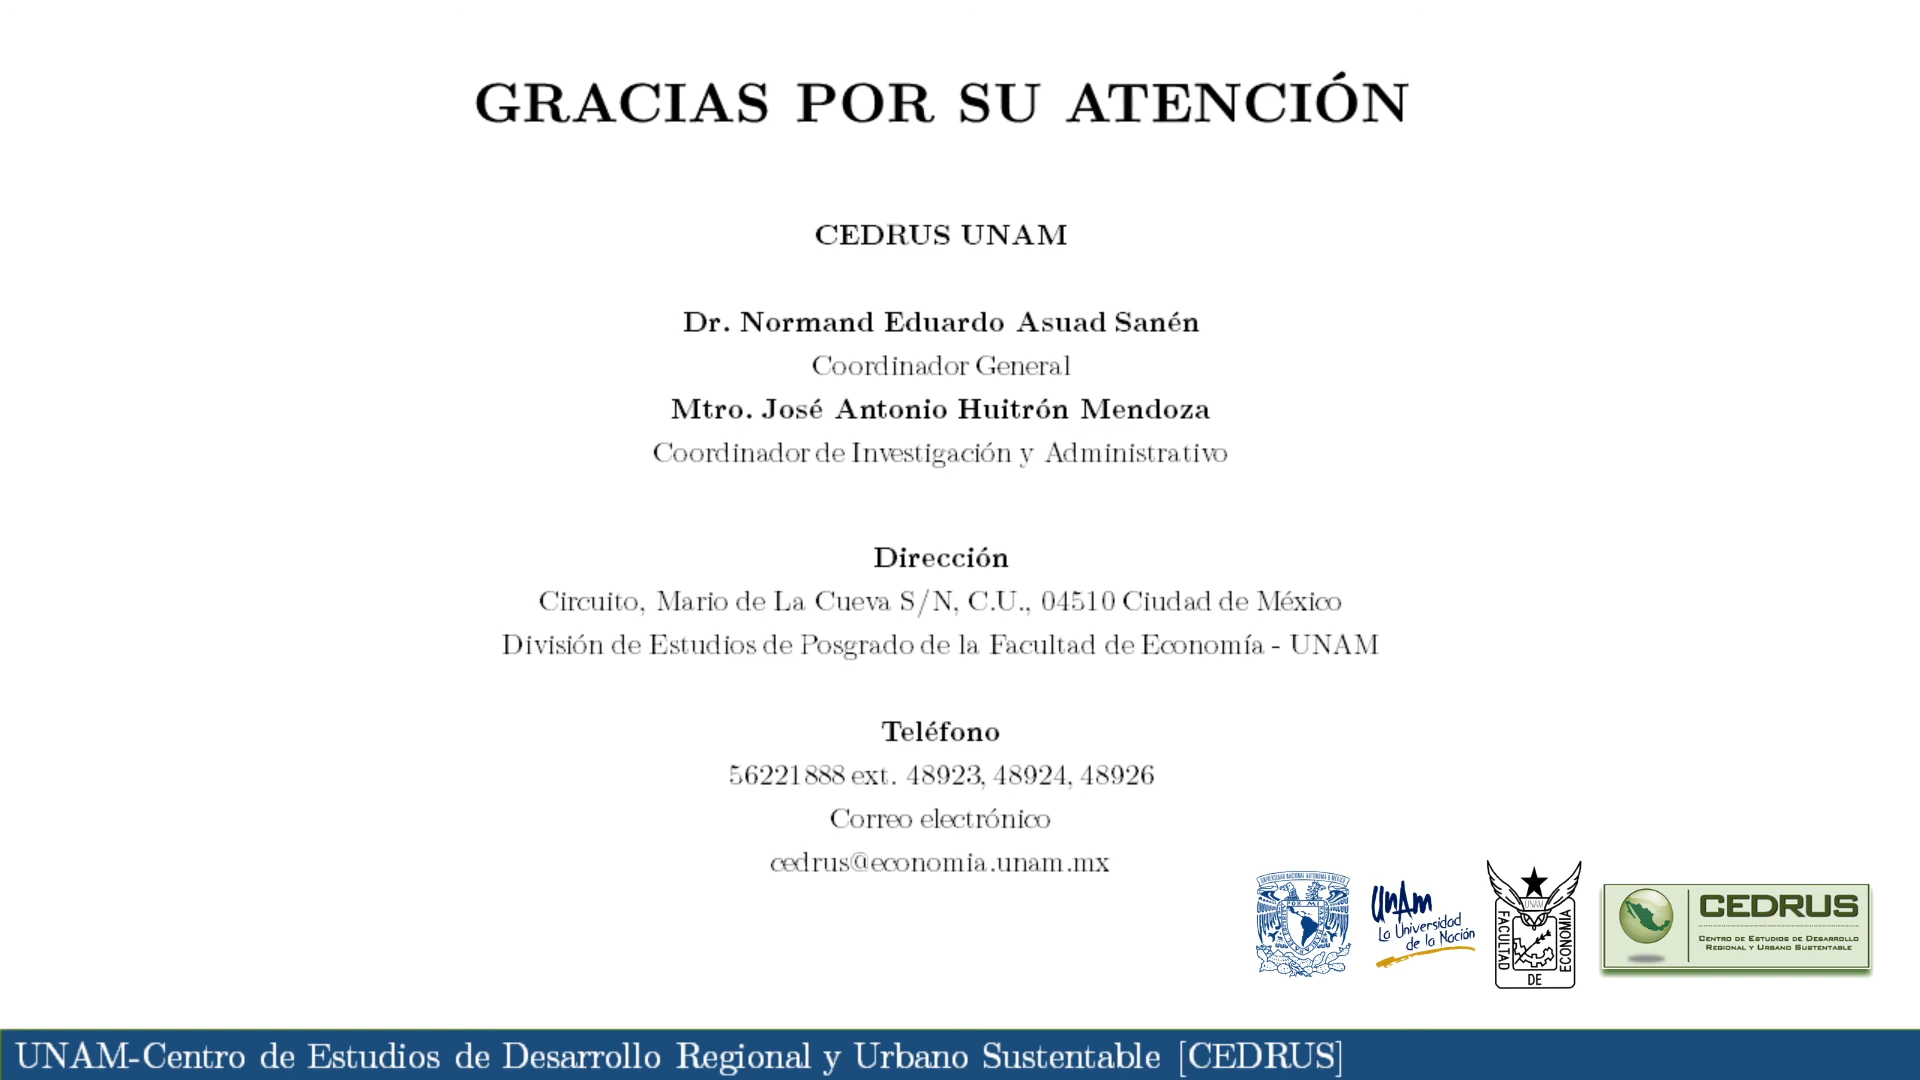 GRACIAS POR SU ATENCIÓN
CEDRUS UNAM
Dr. Normand Eduardo Asuad Sanén
Coordinador General
Mtro. José Antonio Huitrón Mendoza
Coordinador de Investigación y Administrativo
Dirección
Circuito, Mario de La Cueva S/N, C.U., 04510 Ciudad de México
División de Estudios de Posgrado de la Facultad de Economía - UNAM
Teléfono
56221888 ext. 48923, 48924, 48926
Correo electrónico
cedrus@economia.unam.mx
UNAM
La Universidad
de la Nación
UNAM
FACULTAD
DE
ECONOMIA
CEDRUS
CENTRO DE ESTUDIOS DE DESARROLLO
REGIONAL Y URBANO SUSTENTABLE
UNAM-Centro de Estudios de Desarrollo Regional y Urbano Sustentable [CEDRUS]